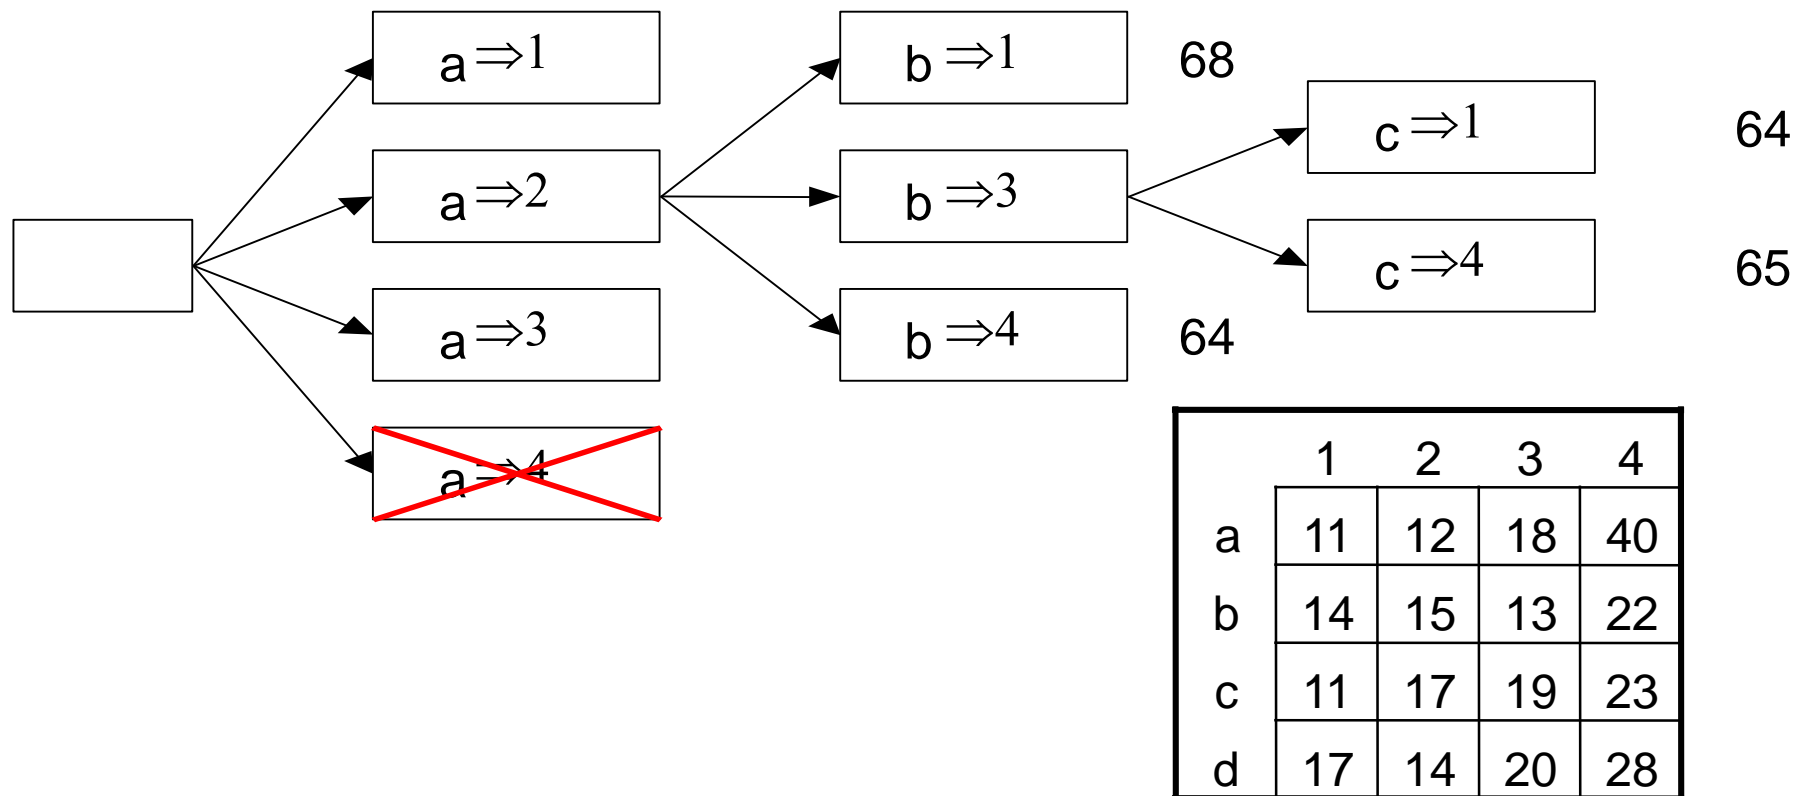 a ⇒1
b ⇒1
68
c ⇒1
64
a ⇒2
b ⇒3
c ⇒4
65
a ⇒3
b ⇒4
64
a ⇒4
1 2 3 4
a 11 12 18 40
b 14 15 13 22
c 11 17 19 23
d 17 14 20 28